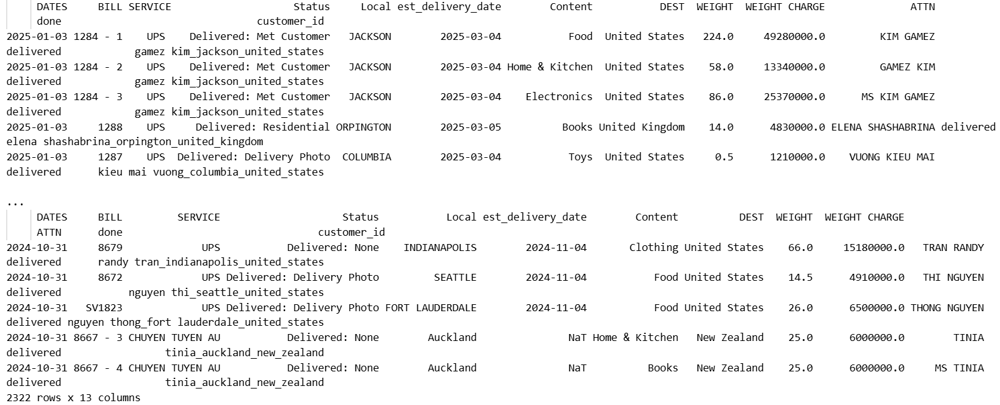 DATES BILL SERVICE Status Local est_delivery_date Content DEST WEIGHT WEIGHT CHARGE ATTN
done customer_id
2025-01-03 1284 - 1 UPS Delivered: Met Customer JACKSON 2025-03-04 Food United States 224.0 49280000.0 KIM GAMEZ
delivered gamez kim_jackson_united_states
2025-01-03 1284 - 2 UPS Delivered: Met Customer JACKSON 2025-03-04 Home & Kitchen United States 58.0 13340000.0 GAMEZ KIM
delivered gamez kim_jackson_united_states
2025-01-03 1284 - 3 UPS Delivered: Met Customer JACKSON 2025-03-04 Electronics United States 86.0 25370000.0 MS KIM GAMEZ
delivered gamez kim_jackson_united_states
2025-01-03 1288 UPS Delivered: Residential ORPINGTON 2025-03-05 Books United Kingdom 14.0 4830000.0 ELENA SHASHABRINA delivered
elena shashabrina_orpington_united_kingdom
2025-01-03 1287 UPS Delivered: Delivery Photo COLUMBIA 2025-03-04 Toys United States 0.5 1210000.0 VUONG KIEU MAI
delivered kieu mai vuong_columbia_united_states
...
DATES BILL SERVICE Status Local est_delivery_date Content DEST WEIGHT WEIGHT CHARGE
ATTN done customer_id
2024-10-31 8679 UPS Delivered: None INDIANAPOLIS 2024-11-04 Clothing United States 66.0 15180000.0 TRAN RANDY
delivered randy tran_indianapolis_united_states
2024-10-31 8672 UPS Delivered: Delivery Photo SEATTLE 2024-11-04 Food United States 14.5 4910000.0 THI NGUYEN
delivered nguyen thi_seattle_united_states
2024-10-31 SV1823 UPS Delivered: Delivery Photo FORT LAUDERDALE 2024-11-04 Food United States 26.0 6500000.0 THONG NGUYEN
delivered nguyen thong_fort lauderdale_united_states
2024-10-31 8667 - 3 CHUYEN TUYEN AU Delivered: None Auckland NaT Home & Kitchen New Zealand 25.0 6000000.0 TINIA
delivered tinia_auckland_new_zealand
2024-10-31 8667 - 4 CHUYEN TUYEN AU Delivered: None Auckland NaT Books New Zealand 25.0 6000000.0 MS TINIA
delivered tinia_auckland_new_zealand
2322 rows x 13 columns